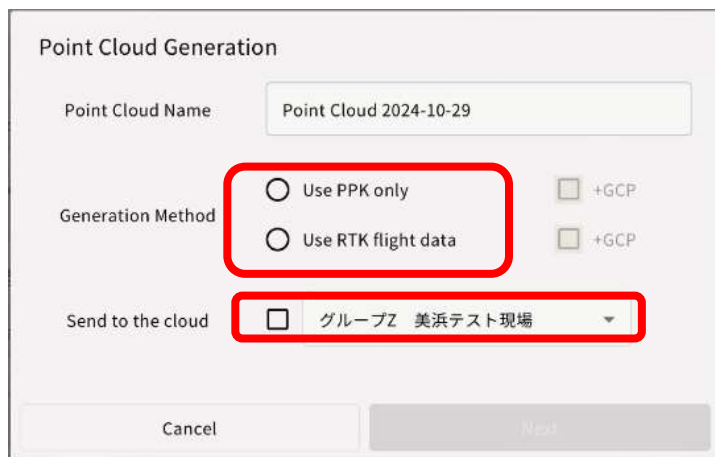 Point Cloud Generation
Point Cloud Name
Point Cloud 2024-10-29
Generation Method
Use PPK only
+GCP
Use RTK flight data
+GCP
Send to the cloud
グループZ　美浜テスト現場
Cancel
Next